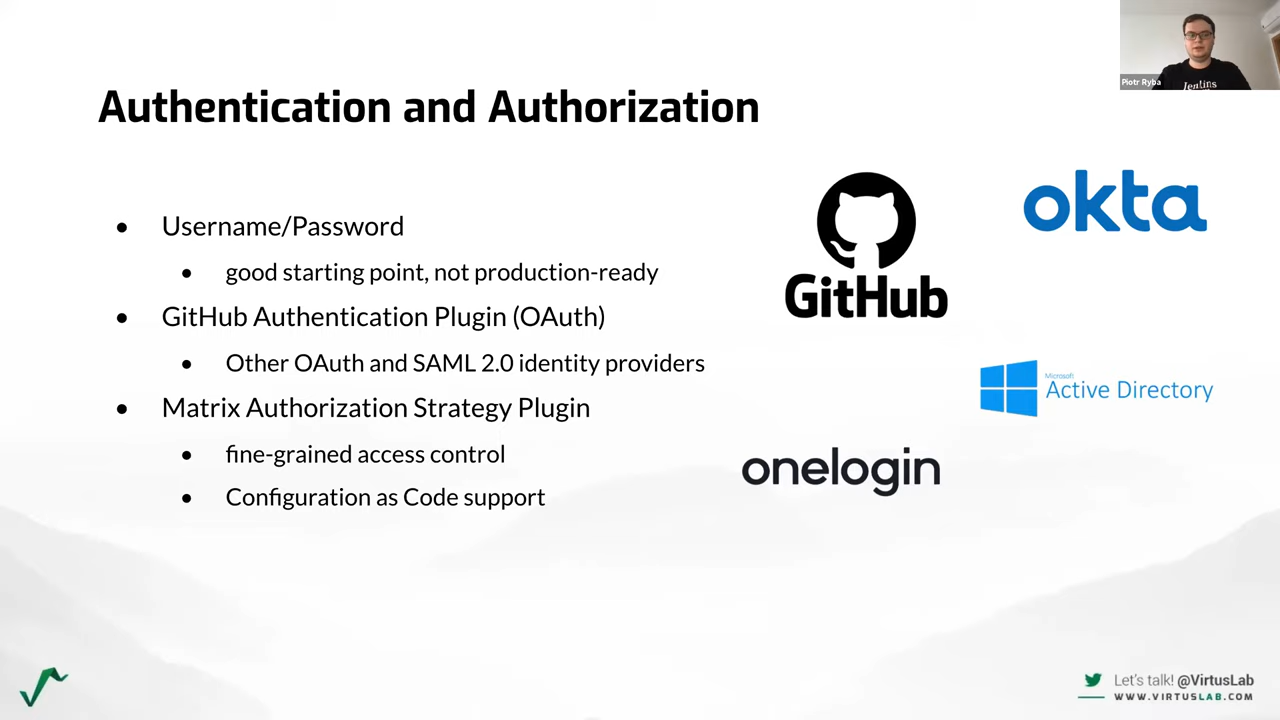 Piotr Ryba
Jenkins
Authentication and Authorization
• Username/Password
• good starting point, not production-ready
• GitHub Authentication Plugin (OAuth)
• Other OAuth and SAML 2.0 identity providers
• Matrix Authorization Strategy Plugin
• fine-grained access control
• Configuration as Code support
GitHub
okta
Microsoft
Active Directory
onelogin
Let's talk! @VirtusLab
WWW.VIRTUSLAB.COM